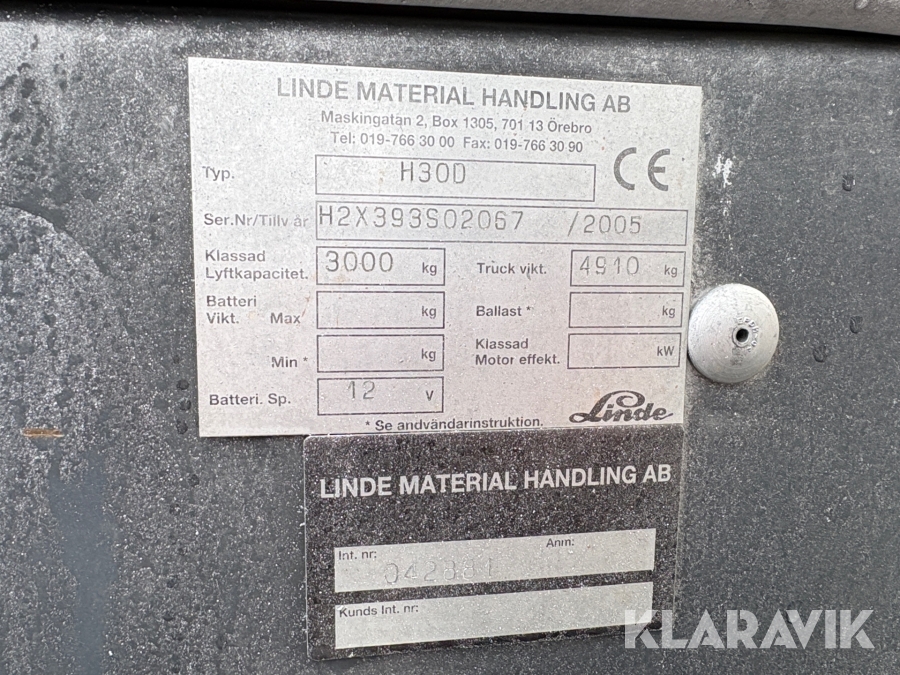 LINDE MATERIAL HANDLING AB
Maskingatan 2, Box 1305, 701 13 Örebro
Tel: 019-766 30 00 Fax: 019-766 30 90
Typ. H30D CE
Ser.Nr/Tillv år H2X393S02067 /2005
Klassad Lyftkapacitet. 3000 kg Truck vikt. 4910 kg
Batteri Vikt. Max kg Ballast * kg
Min * kg Klassad Motor effekt. kW
Batteri. Sp. 12 V Linde
* Se andvändarinstruktion.
LINDE MATERIAL HANDLING AB
Int. nr: Anm:
Kunds Int. nr:
KLARAVIK